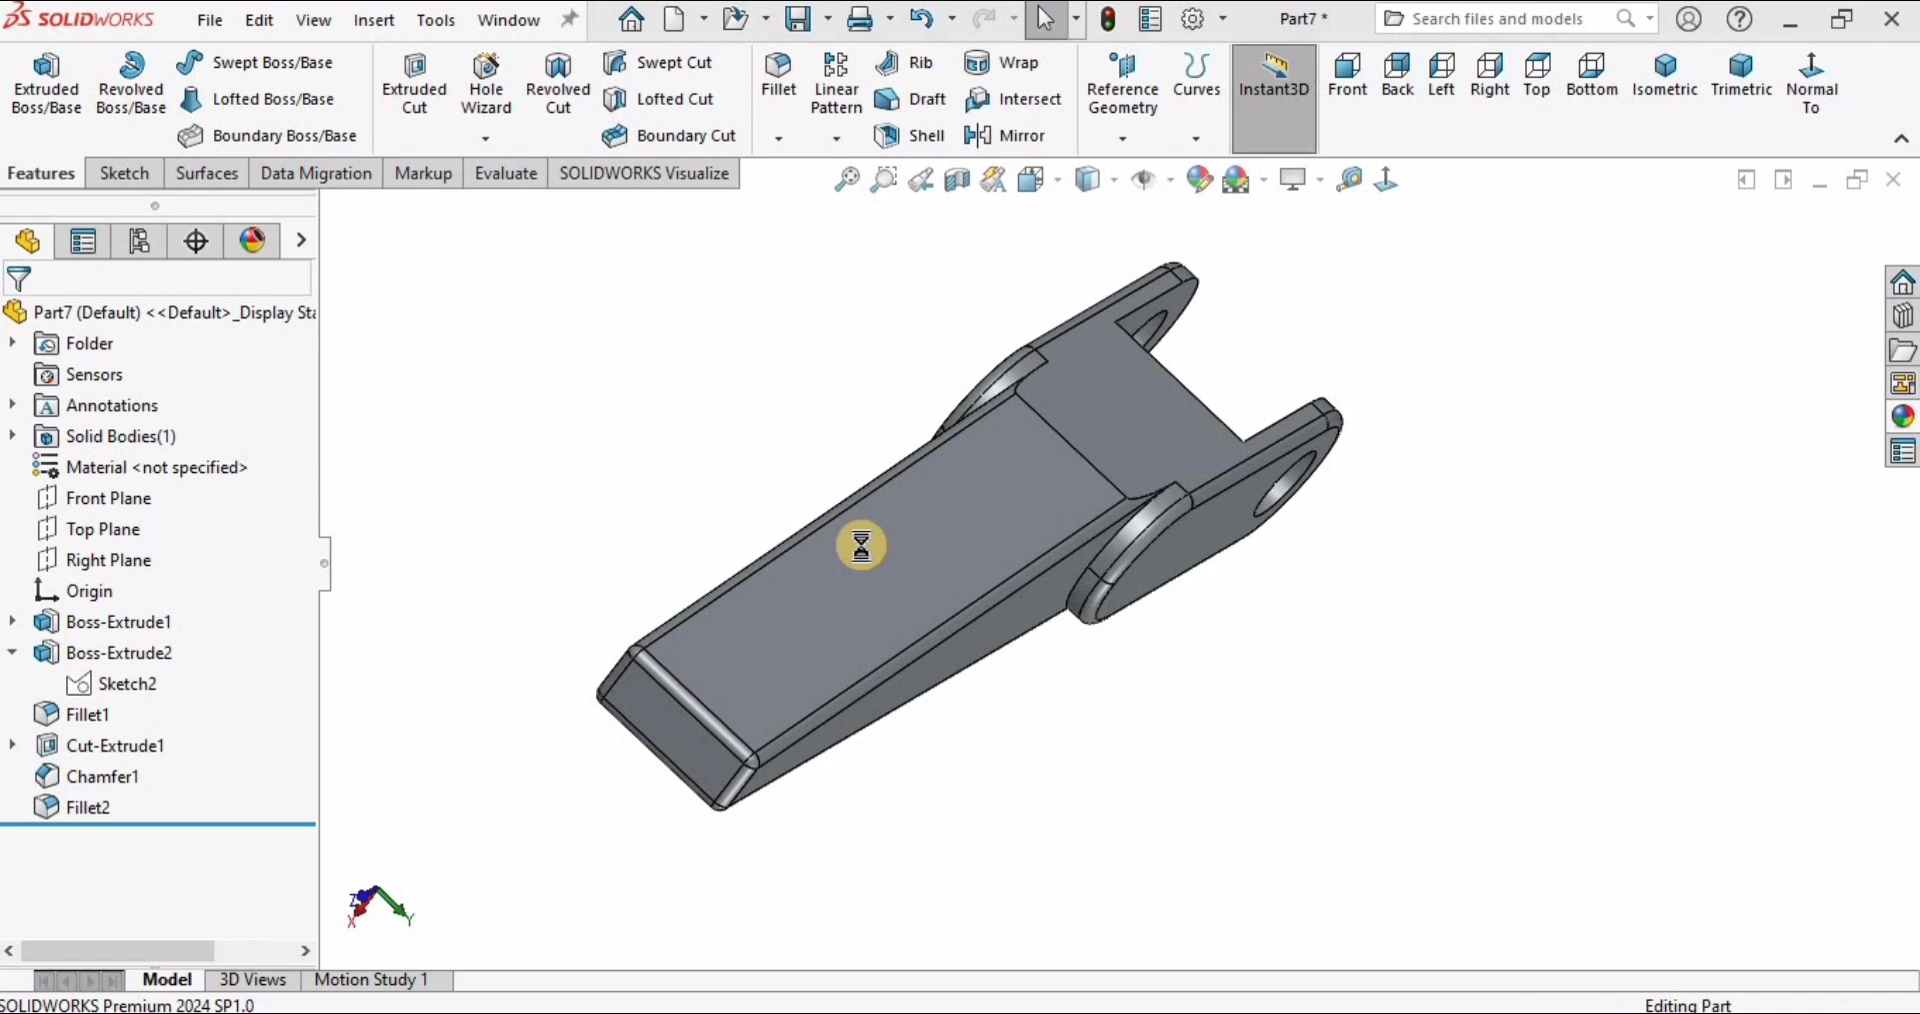 SOLIDWORKS File Edit View Insert Tools Window Part7 * Search files and models
Extruded Boss/Base
Revolved Boss/Base
Swept Boss/Base
Lofted Boss/Base
Boundary Boss/Base
Extruded Cut
Hole Wizard
Revolved Cut
Swept Cut
Lofted Cut
Boundary Cut
Fillet
Linear Pattern
Rib
Draft
Shell
Wrap
Intersect
Mirror
Reference Geometry
Curves
Instant3D
Front
Back
Left
Right
Top
Bottom
Isometric
Trimetric
Normal To
Features Sketch Surfaces Data Migration Markup Evaluate SOLIDWORKS Visualize
Part7 (Default) <<Default>_Display Sta
Folder
Sensors
Annotations
Solid Bodies(1)
Material <not specified>
Front Plane
Top Plane
Right Plane
Origin
Boss-Extrude1
Boss-Extrude2
Sketch2
Fillet1
Cut-Extrude1
Chamfer1
Fillet2
Z
X
Y
Model 3D Views Motion Study 1
SOLIDWORKS Premium 2024 SP1.0 Editing Part